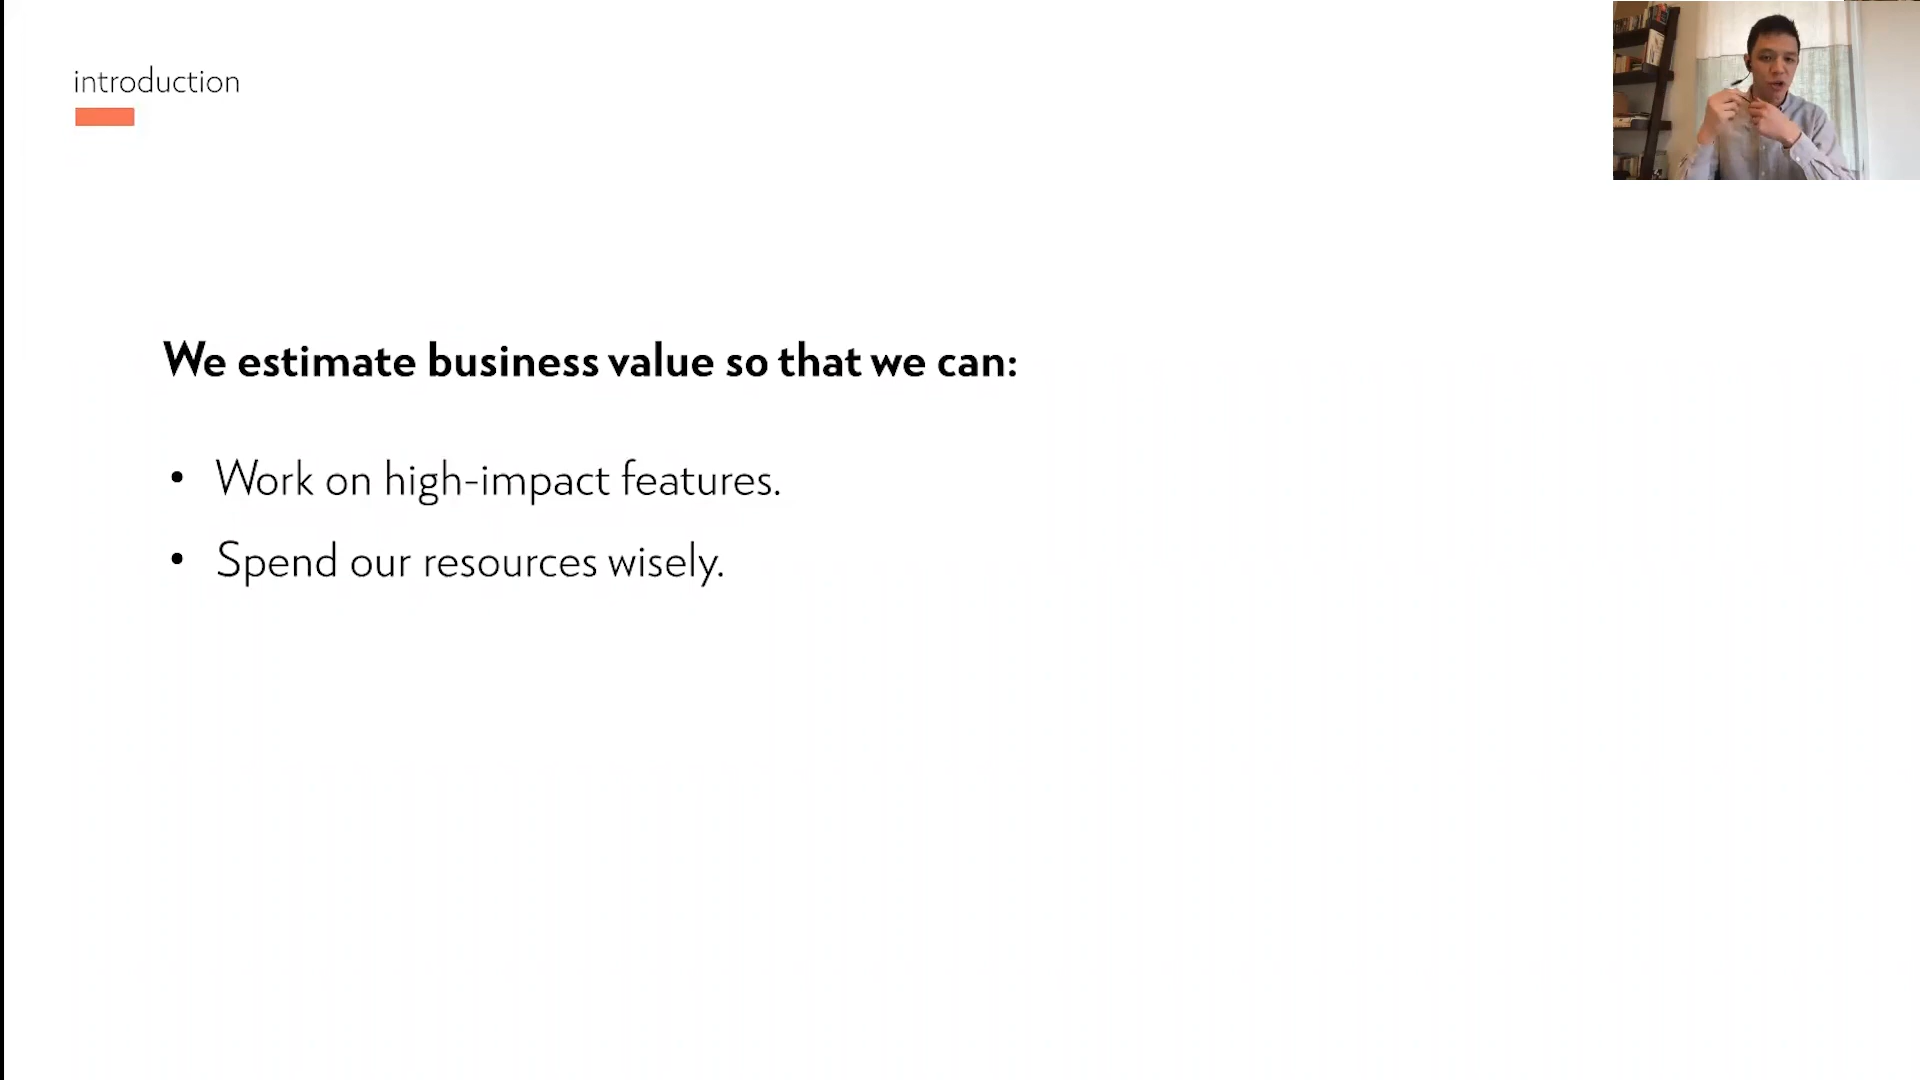 introduction
We estimate business value so that we can:
• Work on high-impact features.
• Spend our resources wisely.